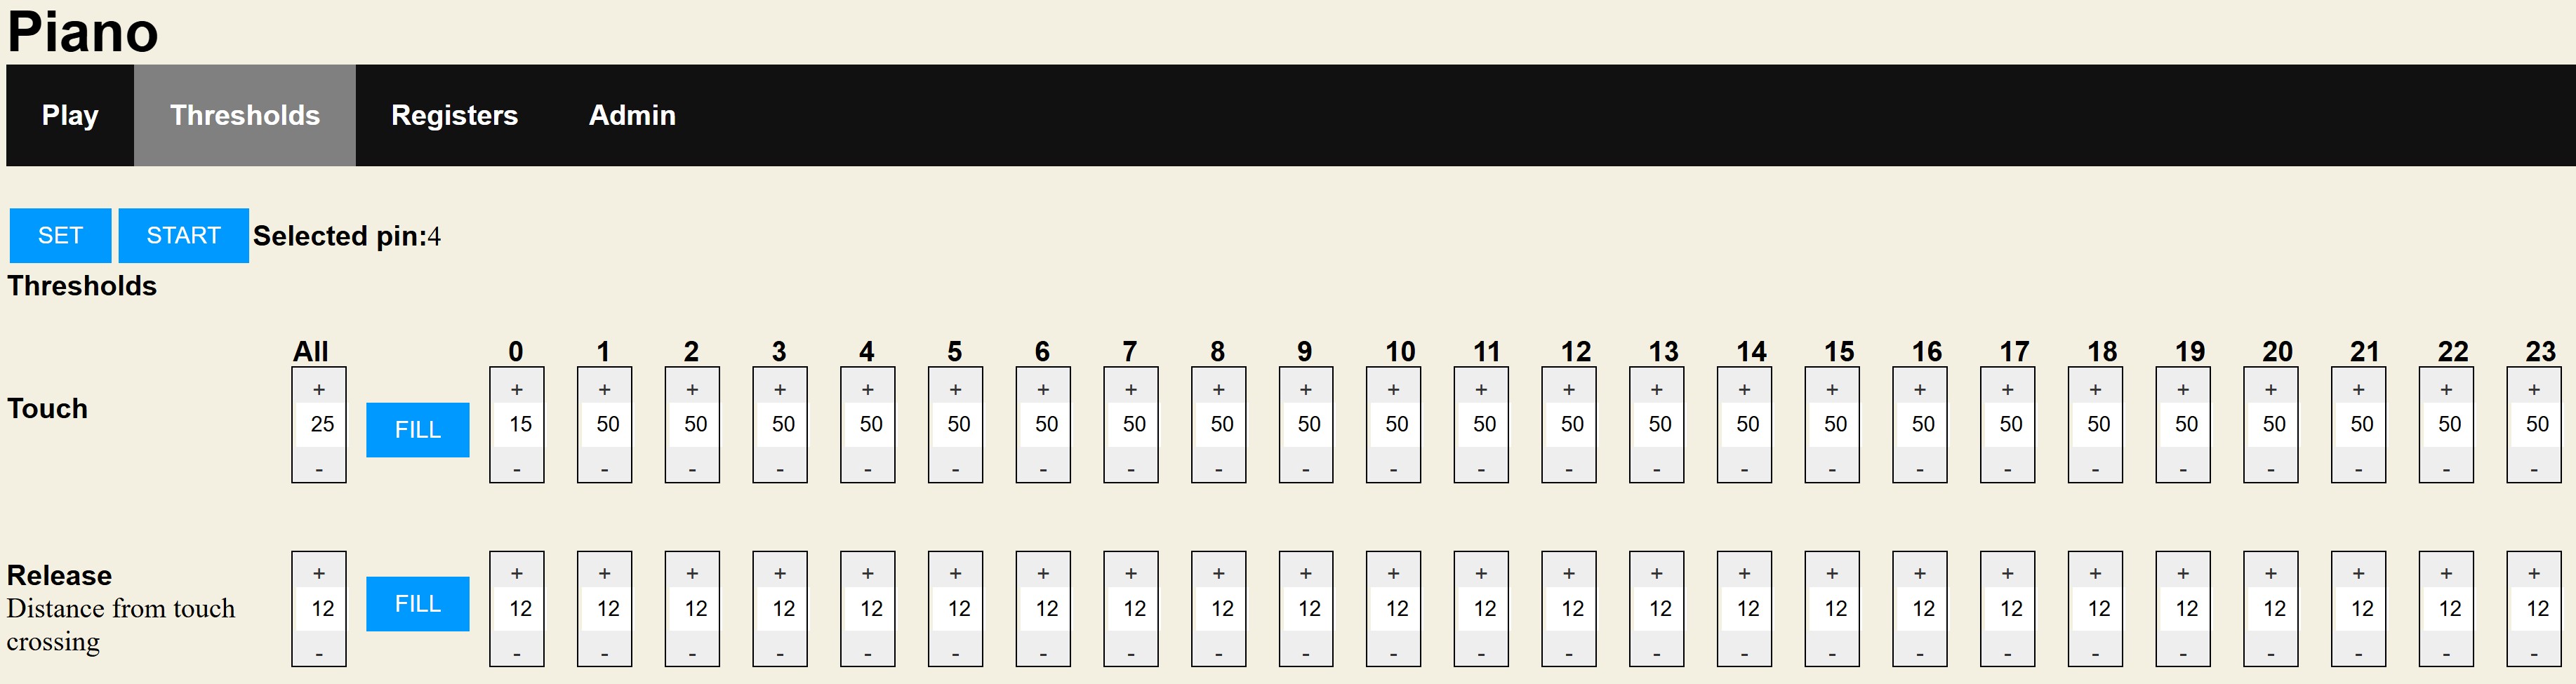 Piano
Play Thresholds Registers Admin
SET START Selected pin:4
Thresholds
All 0 1 2 3 4 5 6 7 8 9 10 11 12 13 14 15 16 17 18 19 20 21 22 23
+ + + + + + + + + + + + + + + + + + + + + + + + +
Touch 25 FILL 15 50 50 50 50 50 50 50 50 50 50 50 50 50 50 50 50 50 50 50 50 50 50 50
- - - - - - - - - - - - - - - - - - - - - - - - -
+ + + + + + + + + + + + + + + + + + + + + + + + +
Release
Distance from touch 12 FILL 12 12 12 12 12 12 12 12 12 12 12 12 12 12 12 12 12 12 12 12 12 12 12 12
crossing
- - - - - - - - - - - - - - - - - - - - - - - - -